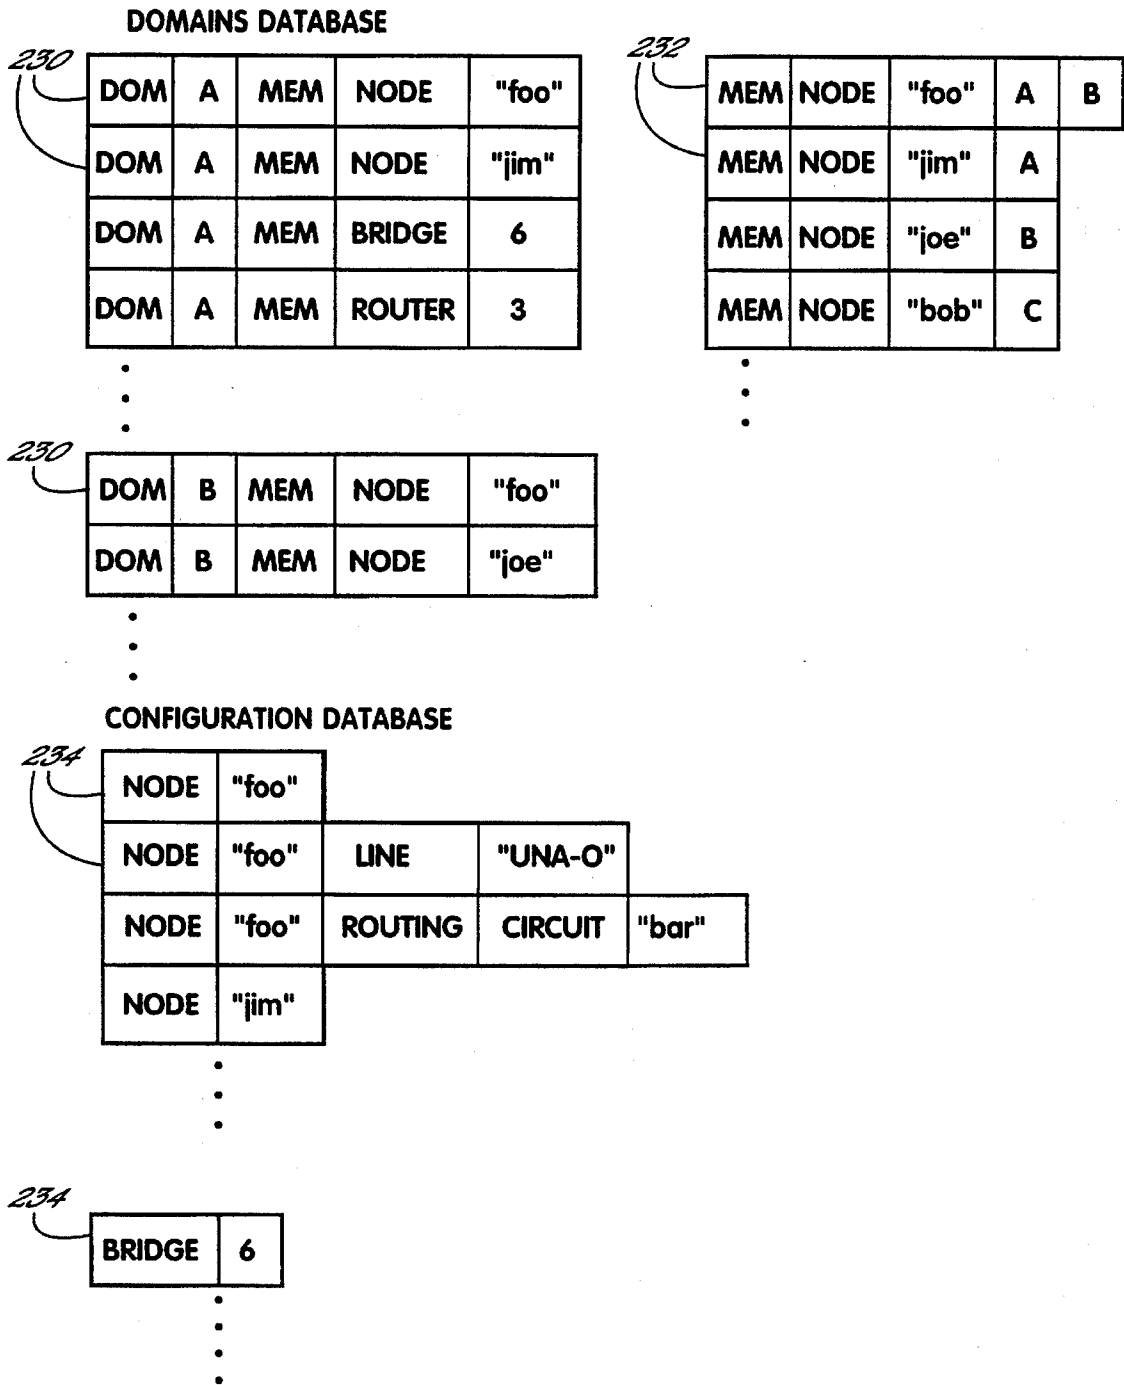 DOMAINS DATABASE
230
DOM A MEM NODE "foo"
DOM A MEM NODE "jim"
DOM A MEM BRIDGE 6
DOM A MEM ROUTER 3
232
MEM NODE "foo" A B
MEM NODE "jim" A
MEM NODE "joe" B
MEM NODE "bob" C
230
DOM B MEM NODE "foo"
DOM B MEM NODE "joe"
CONFIGURATION DATABASE
234
NODE "foo"
NODE "foo" LINE "UNA-O"
NODE "foo" ROUTING CIRCUIT "bar"
NODE "jim"
234
BRIDGE 6